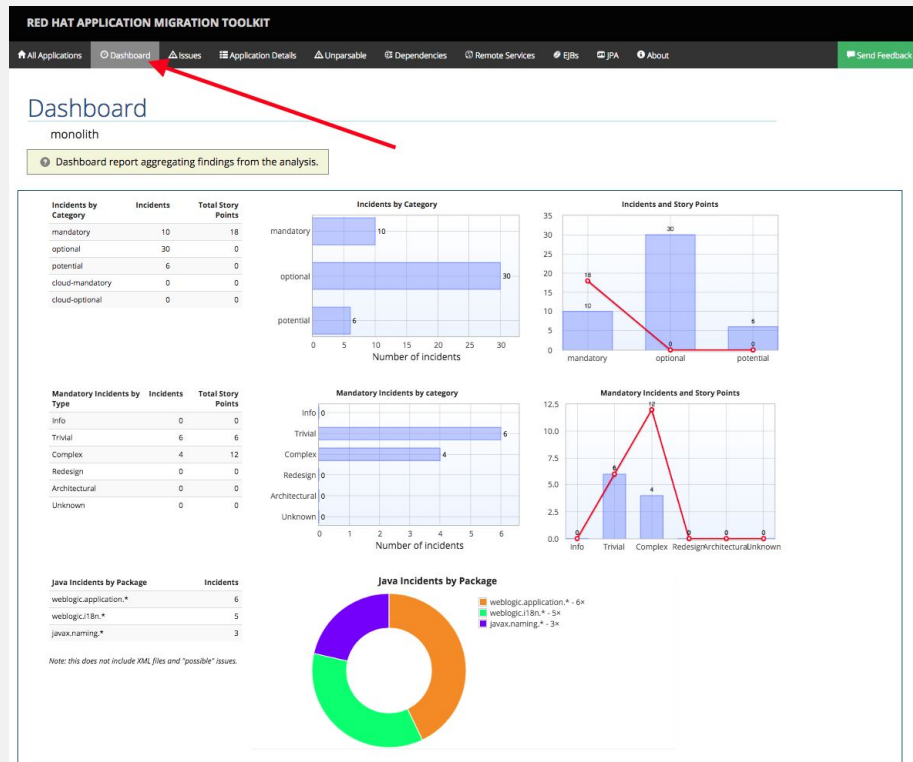 RED HAT APPLICATION MIGRATION TOOLKIT
All Applications Dashboard Issues Application Details Unparsable Dependencies Remote Services EJBs JPA About Send Feedback
Dashboard
monolith
Dashboard report aggregating findings from the analysis.
Incidents by Category Incidents Total Story Points
mandatory 10 18
optional 30 0
potential 6 0
cloud-mandatory 0 0
cloud-optional 0 0
Incidents by Category
mandatory 10
optional 30
potential 6
0 5 10 15 20 25 30
Number of incidents
Incidents and Story Points
35
30
25
20
15
10
5
0
30
18
10
6
0 0
mandatory optional potential
Mandatory Incidents by Type Incidents Total Story Points
Info 0 0
Trivial 6 6
Complex 4 12
Redesign 0 0
Architectural 0 0
Unknown 0 0
Mandatory Incidents by category
Info 0
Trivial 6
Complex 4
Redesign 0
Architectural 0
Unknown 0
0 1 2 3 4 5 6
Number of incidents
Mandatory Incidents and Story Points
12.5
10.0
7.5
5.0
2.5
0.0
12
6
4
0 0 0 0
Info Trivial Complex Redesign Architectural Unknown
Java Incidents by Package Incidents
weblogic.application.* 6
weblogic.i18n.* 5
javax.naming.* 3
Note: this does not include XML files and "possible" issues.
Java Incidents by Package
weblogic.application.* - 6×
weblogic.i18n.* - 5×
javax.naming.* - 3×